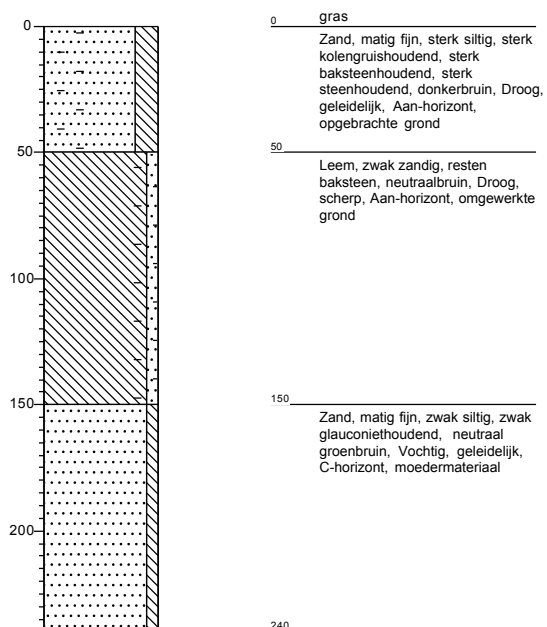 0
50
100
150
200
0
gras
Zand, matig fijn, sterk siltig, sterk
kolengruishoudend, sterk
baksteenhoudend, sterk
steenhoudend, donkerbruin, Droog,
geleidelijk, Aan-horizont,
opgebrachte grond
50
Leem, zwak zandig, resten
baksteen, neutraalbruin, Droog,
scherp, Aan-horizont, omgewerkte
grond
150
Zand, matig fijn, zwak siltig, zwak
glauconiethoudend, neutraal
groenbruin, Vochtig, geleidelijk,
C-horizont, moedermateriaal
240